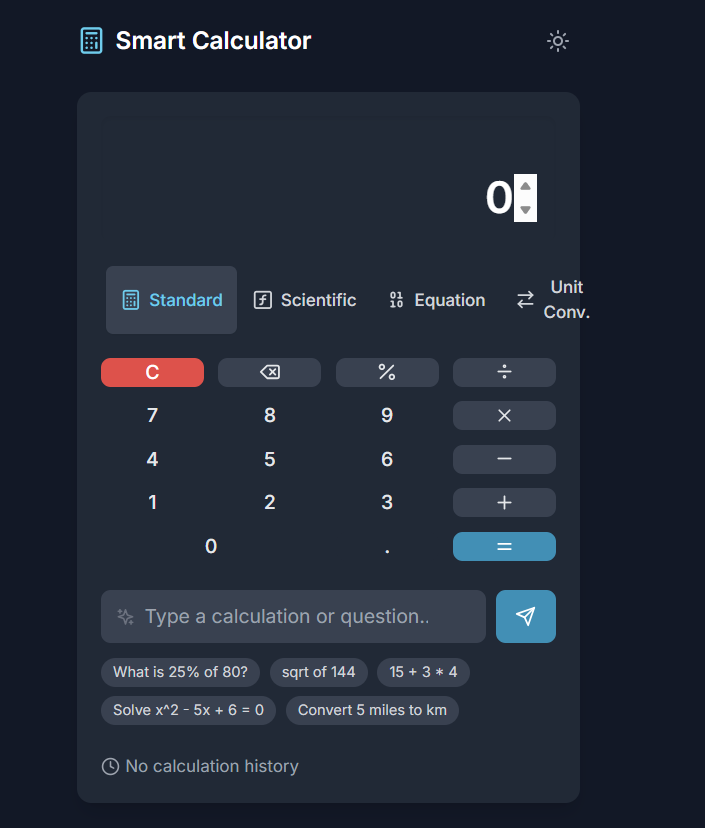 Smart Calculator
0
Standard Scientific Equation Unit Conv.
C % ÷
7 8 9 ×
4 5 6 −
1 2 3 +
0 . =
Type a calculation or question..
What is 25% of 80? sqrt of 144 15 + 3 * 4
Solve x^2 - 5x + 6 = 0 Convert 5 miles to km
No calculation history